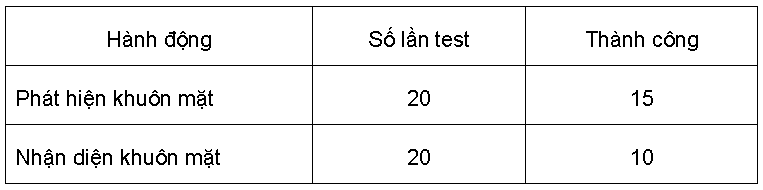 Hành động Số lần test Thành công
Phát hiện khuôn mặt 20 15
Nhận diện khuôn mặt 20 10